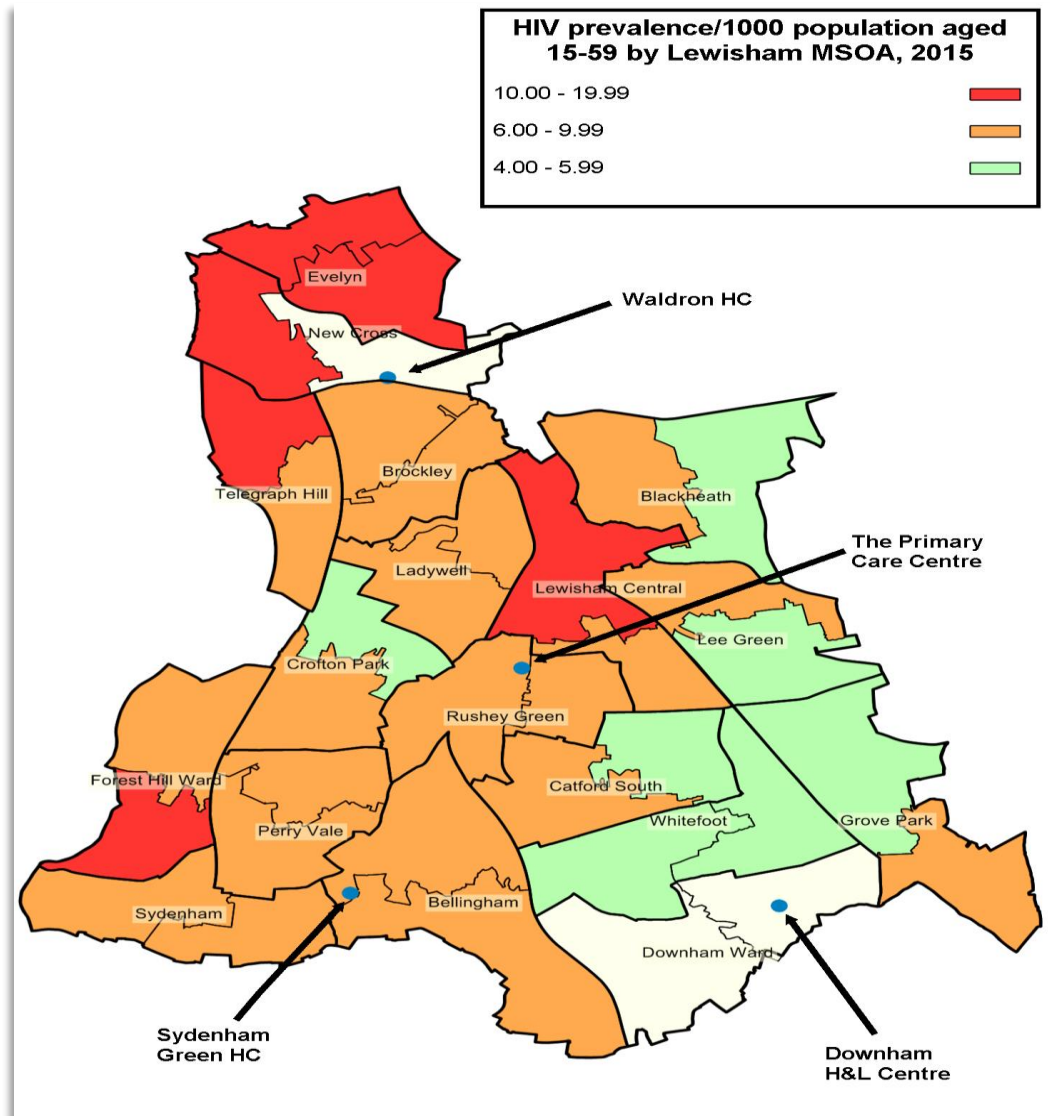 HIV prevalence/1000 population aged
15-59 by Lewisham MSOA, 2015
10.00 - 19.99
6.00 - 9.99
4.00 - 5.99
Evelyn
Waldron HC
New Cross
Brockley
Telegraph Hill
Blackheath
The Primary
Care Centre
Ladywell
Lewisham Central
Lee Green
Crofton Park
Rushey Green
Forest Hill Ward
Catford South
Perry Vale
Whitefoot
Grove Park
Sydenham
Bellingham
Downham Ward
Sydenham
Green HC
Downham
H&L Centre